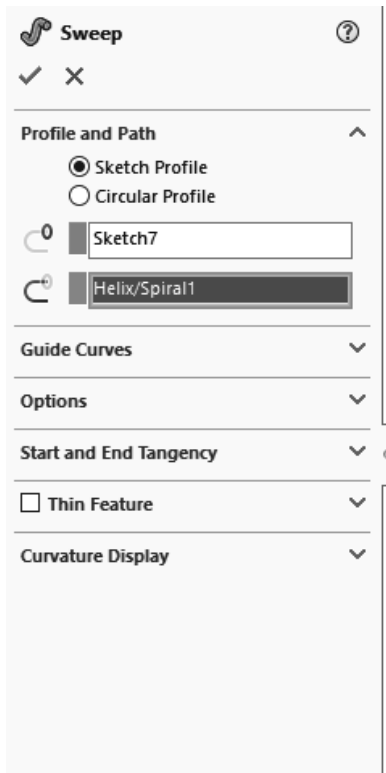 Sweep
Profile and Path
Sketch Profile
Circular Profile
Sketch7
Helix/Spiral1
Guide Curves
Options
Start and End Tangency
Thin Feature
Curvature Display